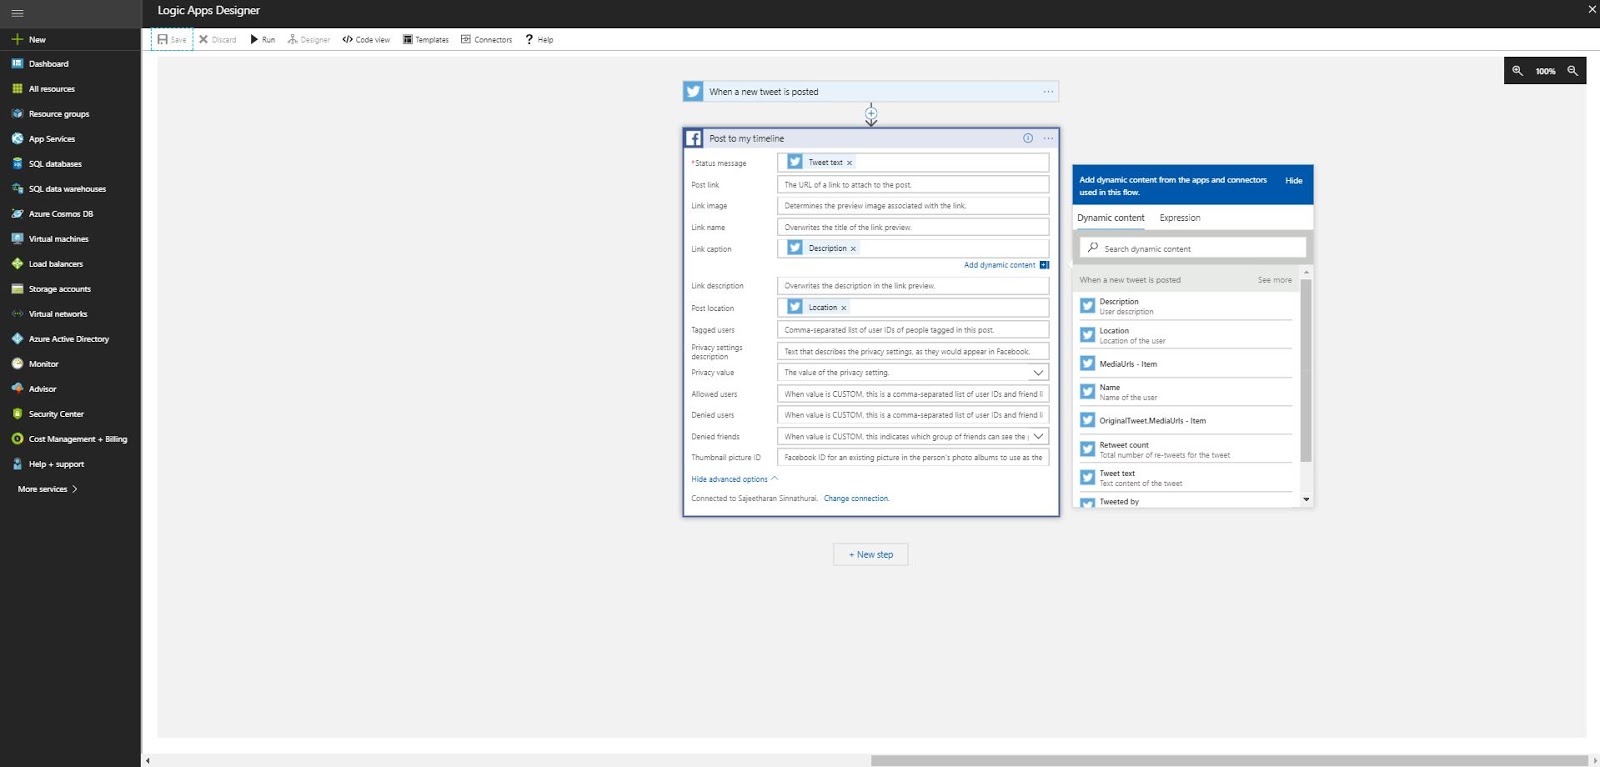 Logic Apps Designer
New
Dashboard
All resources
Resource groups
App Services
SQL databases
SQL data warehouses
Azure Cosmos DB
Virtual machines
Load balancers
Storage accounts
Virtual networks
Azure Active Directory
Monitor
Advisor
Security Center
Cost Management + Billing
Help + support
More services
Save Discard Run Designer Code view Templates Connectors Help
100%
When a new tweet is posted
Post to my timeline
*Status message Tweet text ×
Post link The URL of a link to attach to the post.
Link image Determines the preview image associated with the link.
Link name Overwrites the title of the link preview.
Link caption Description ×
Add dynamic content
Link description Overwrites the description in the link preview.
Post location Location ×
Tagged users Comma-separated list of user IDs of people tagged in this post.
Privacy settings
description
Text that describes the privacy settings, as they would appear in Facebook.
Privacy value The value of the privacy setting.
Allowed users When value is CUSTOM, this is a comma-separated list of user IDs and friend li
Denied users When value is CUSTOM, this is a comma-separated list of user IDs and friend li
Denied friends When value is CUSTOM, this indicates which group of friends can see the
Thumbnail picture ID Facebook ID for an existing picture in the person's photo albums to use as the
Hide advanced options
Connected to Sajeetharan Sinnathurai. Change connection.
+ New step
Add dynamic content from the apps and connectors
used in this flow.
Hide
Dynamic content Expression
Search dynamic content
When a new tweet is posted See more
Description
User description
Location
Location of the user
MediaUrls - Item
Name
Name of the user
OriginalTweet.MediaUrls - Item
Retweet count
Total number of re-tweets for the tweet
Tweet text
Text content of the tweet
Tweeted by